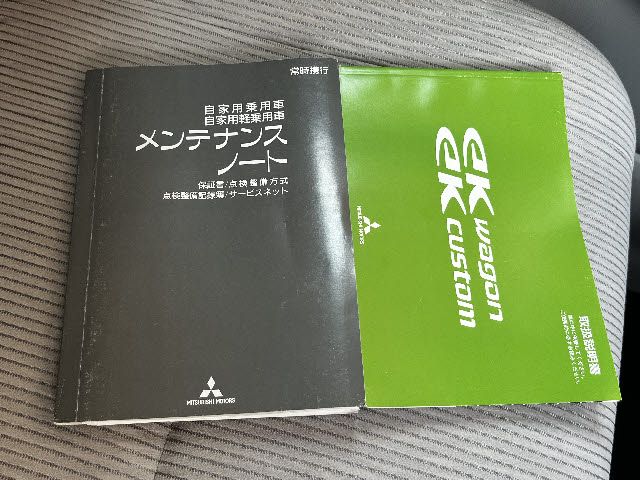 常時携行
自家用乗用車
自家用軽乗用車
メンテナンス
ノート
保証書/点検整備方式
点検整備記録簿/サービスネット
MITSUBISHI MOTORS
eK wagon
eK custom
MITSUBISHI MOTORS
取扱説明書